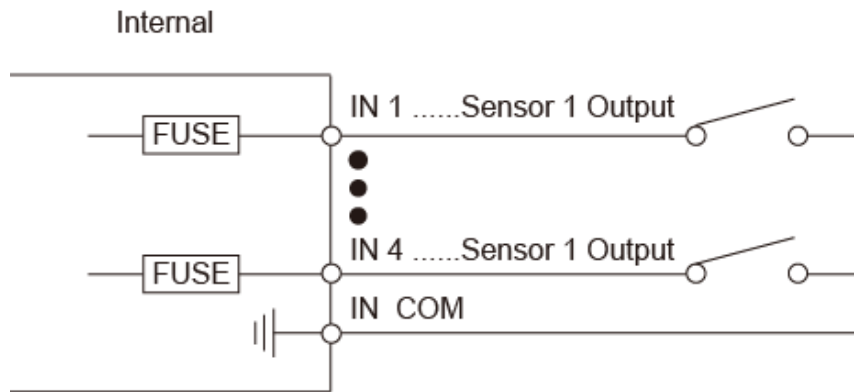 Internal
FUSE
IN 1 ......Sensor 1 Output
FUSE
IN 4 ......Sensor 1 Output
IN COM